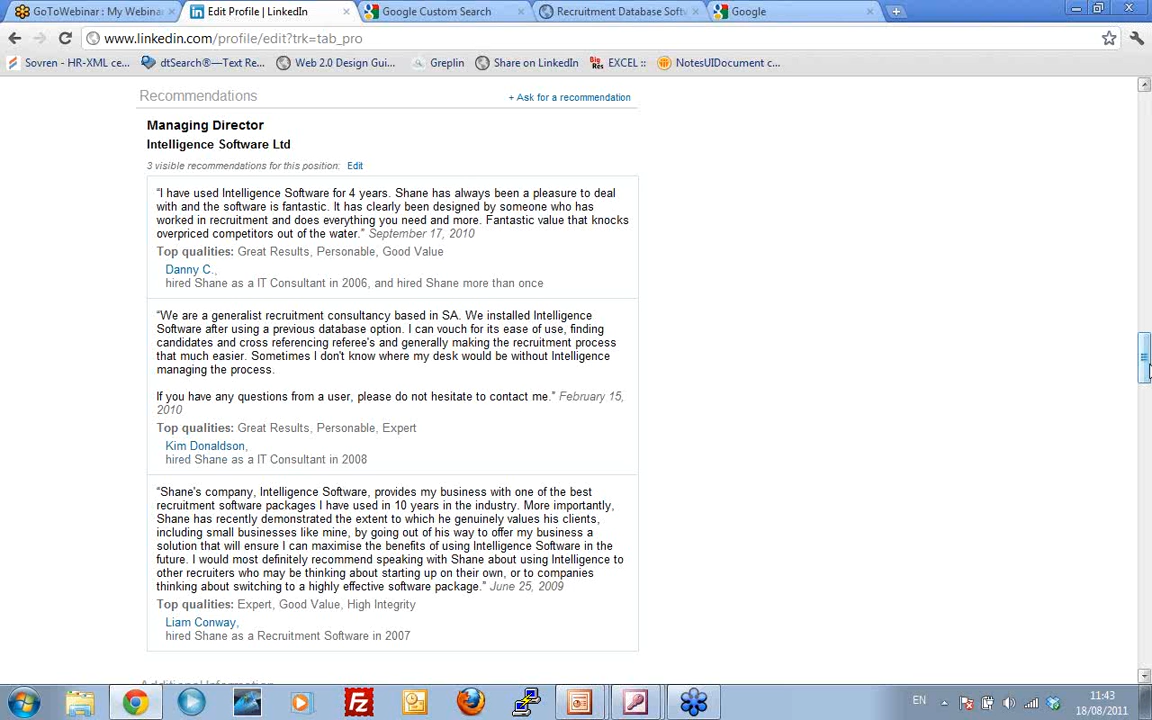 GoToWebinar : My Webinar
Edit Profile | LinkedIn
Google Custom Search
Recruitment Database Softw
Google
www.linkedin.com/profile/edit?trk=tab_pro
Sovren - HR-XML ce...
dtSearch®—Text Re...
Web 2.0 Design Gui...
Greplin
Share on LinkedIn
EXCEL ::
NotesUIDocument c...
Recommendations
+ Ask for a recommendation
Managing Director
Intelligence Software Ltd
3 visible recommendations for this position: Edit
“I have used Intelligence Software for 4 years. Shane has always been a pleasure to deal
with and the software is fantastic. It has clearly been designed by someone who has
worked in recruitment and does everything you need and more. Fantastic value that knocks
overpriced competitors out of the water.” September 17, 2010
Top qualities: Great Results, Personable, Good Value
Danny C.,
hired Shane as a IT Consultant in 2006, and hired Shane more than once
“We are a generalist recruitment consultancy based in SA. We installed Intelligence
Software after using a previous database option. I can vouch for its ease of use, finding
candidates and cross referencing referee's and generally making the recruitment process
that much easier. Sometimes I don't know where my desk would be without Intelligence
managing the process.
If you have any questions from a user, please do not hesitate to contact me.” February 15,
2010
Top qualities: Great Results, Personable, Expert
Kim Donaldson,
hired Shane as a IT Consultant in 2008
“Shane's company, Intelligence Software, provides my business with one of the best
recruitment software packages I have used in 10 years in the industry. More importantly,
Shane has recently demonstrated the extent to which he genuinely values his clients,
including small businesses like mine, by going out of his way to offer my business a
solution that will ensure I can maximise the benefits of using Intelligence Software in the
future. I would most definitely recommend speaking with Shane about using Intelligence to
other recruiters who may be thinking about starting up on their own, or to companies
thinking about switching to a highly effective software package.” June 25, 2009
Top qualities: Expert, Good Value, High Integrity
Liam Conway,
hired Shane as a Recruitment Software in 2007
Additional Information
EN
11:43
18/08/2011